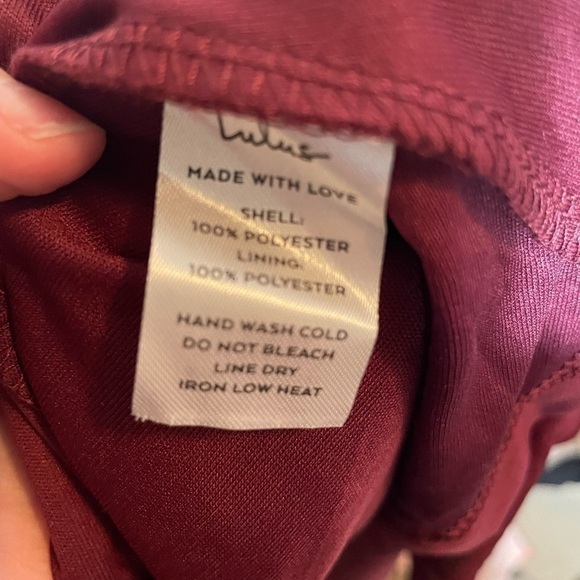 Lulus
MADE WITH LOVE
SHELL:
100% POLYESTER
LINING:
100% POLYESTER
HAND WASH COLD
DO NOT BLEACH
LINE DRY
IRON LOW HEAT